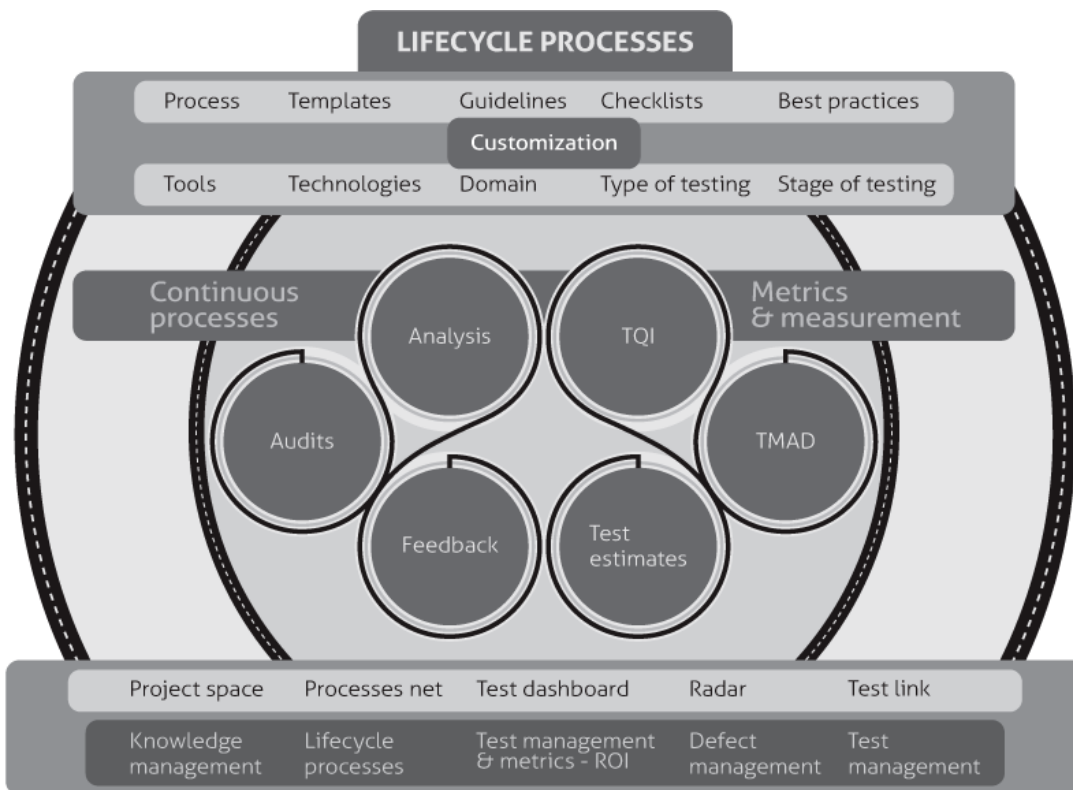 LIFECYCLE PROCESSES
Process Templates Guidelines Checklists Best practices
Customization
Tools Technologies Domain Type of testing Stage of testing
Continuous
processes
Metrics
& measurement
Analysis
TQI
Audits
TMAD
Feedback
Test
estimates
Project space Processes net Test dashboard Radar Test link
Knowledge
management
Lifecycle
processes
Test management
& metrics - ROI
Defect
management
Test
management